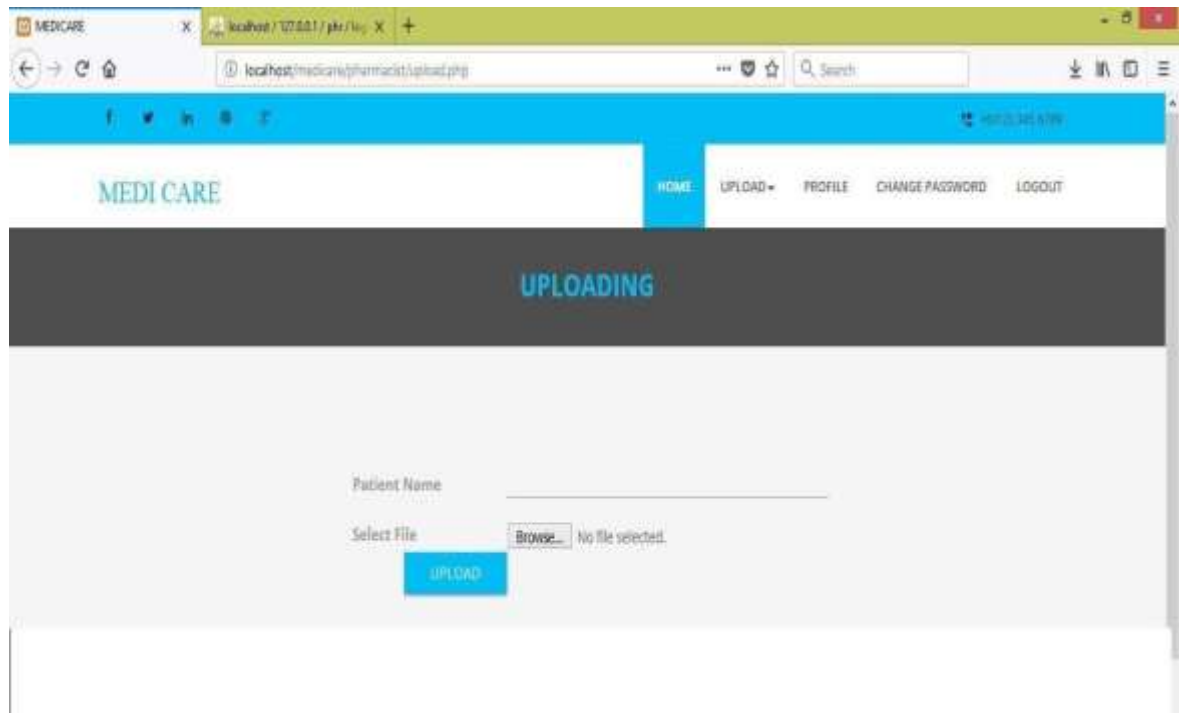 MEDICARE X localhost / 127.0.0.1 / phr / X +
localhost/medicare/pharmacist/upload.php Search
MEDI CARE HOME UPLOAD PROFILE CHANGE PASSWORD LOGOUT
UPLOADING
Patient Name
Select File Browse... No file selected.
UPLOAD